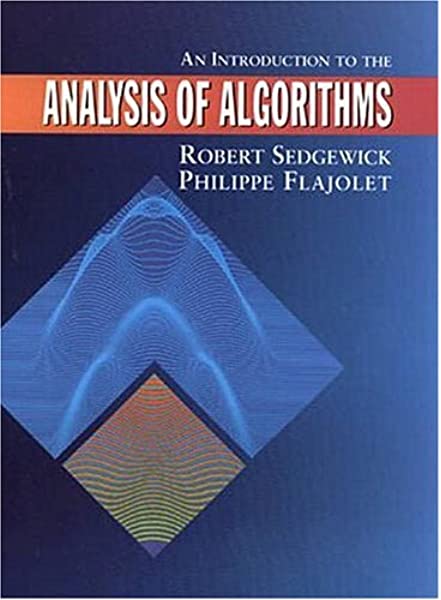 AN INTRODUCTION TO THE
ANALYSIS OF ALGORITHMS
ROBERT SEDGEWICK
PHILIPPE FLAJOLET